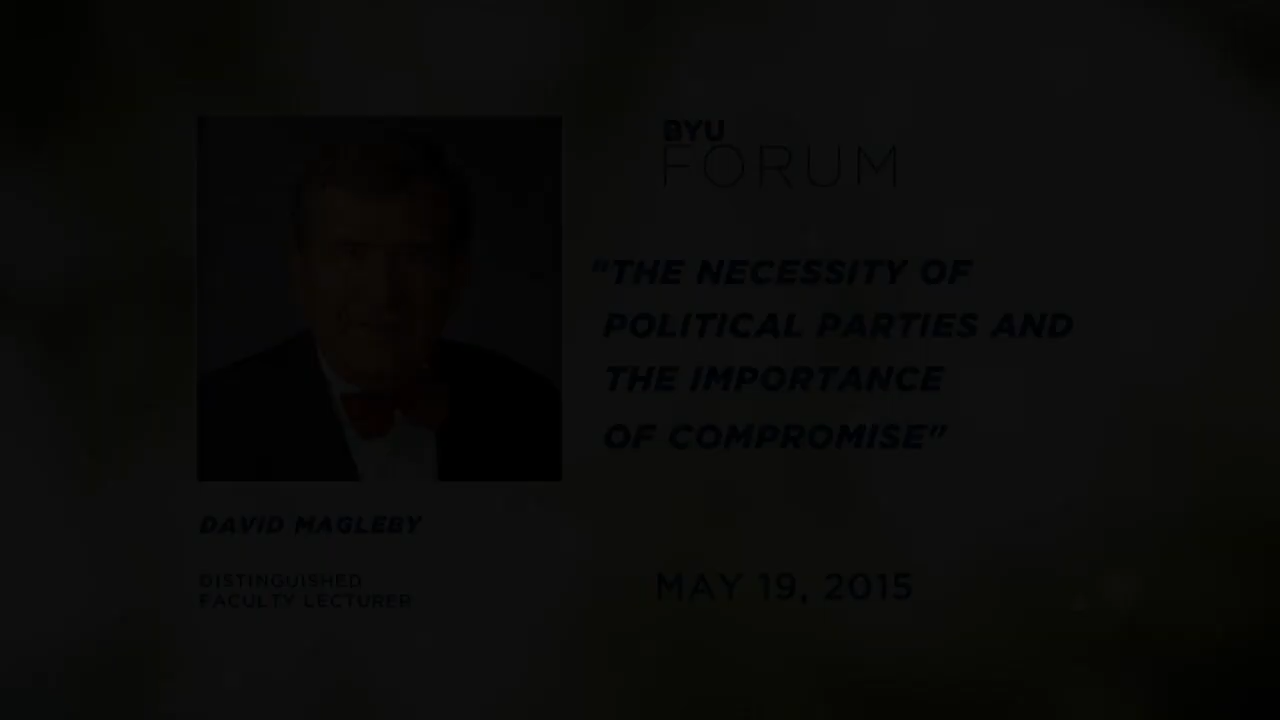 BYU
FORUM
"THE NECESSITY OF
POLITICAL PARTIES AND
THE IMPORTANCE
OF COMPROMISE"
DAVID MAGLEBY
DISTINGUISHED
FACULTY LECTURER
MAY 19, 2015